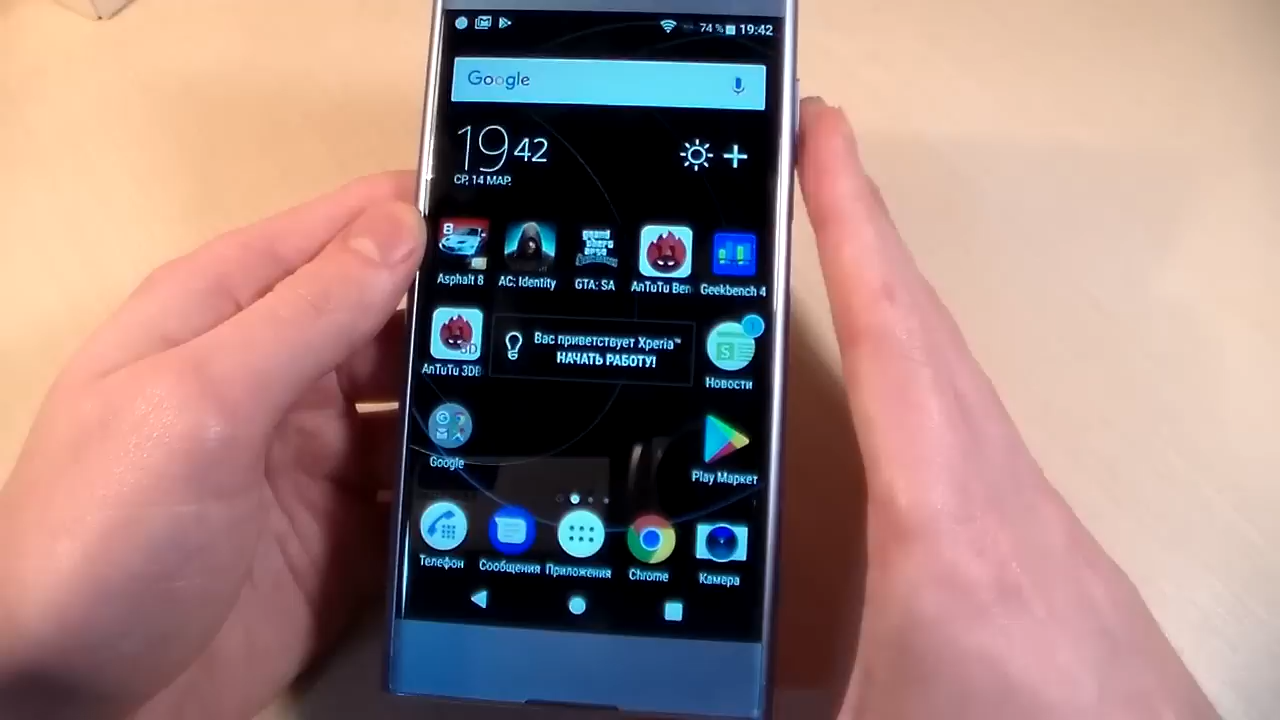 74 % 19:42
Google
19 42
СР, 14 МАР.
Asphalt 8
AC: Identity
GTA: SA
AnTuTu Ben
Geekbench 4
AnTuTu 3DB
Вас приветствует Xperia™
НАЧАТЬ РАБОТУ!
Новости
Google
Play Маркет
Телефон
Сообщения
Приложения
Chrome
Камера